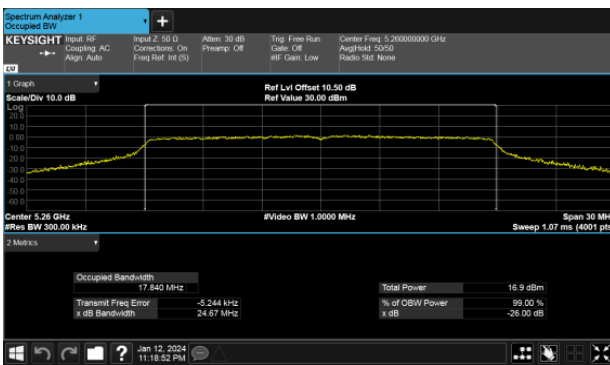 Spectrum Analyzer 1
Occupied BW
+
KEYSIGHT Input: RF Input Z: 50 Ω Atten: 30 dB Trig: Free Run Center Freq: 5.260000000 GHz
Coupling: AC Corrections: On Preamp: Off Gate: Off Avg|Hold: 50/50
Align: Auto Freq Ref: Int (S) #IF Gain: Low Radio Std: None
LXI
1 Graph
Ref Lvl Offset 10.50 dB
Scale/Div 10.0 dB Ref Value 30.00 dBm
Log
20.0
10.0
0.00
-10.0
-20.0
-30.0
-40.0
-50.0
-60.0
Center 5.26 GHz #Video BW 1.0000 MHz Span 30 MH
#Res BW 300.00 kHz Sweep 1.07 ms (4001 pts
2 Metrics
Occupied Bandwidth
17.840 MHz Total Power 16.9 dBm
Transmit Freq Error -5.244 kHz % of OBW Power 99.00 %
x dB Bandwidth 24.67 MHz x dB -26.00 dB
? Jan 12, 2024
11:18:52 PM